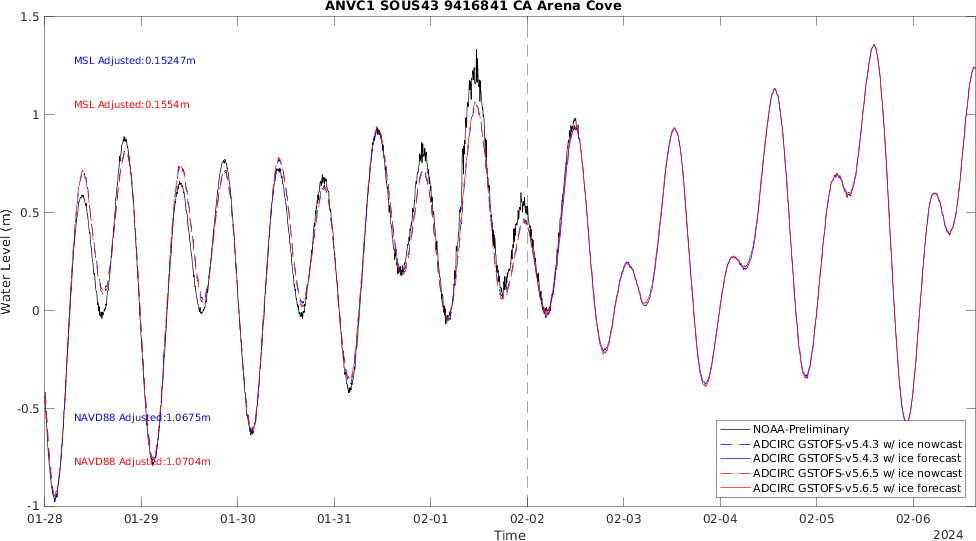 ANVC1 SOUS43 9416841 CA Arena Cove
1.5
MSL Adjusted:0.15247m
MSL Adjusted:0.1554m
1
0.5
Water Level (m)
0
-0.5
NAVD88 Adjusted:1.0675m
NAVD88 Adjusted:1.0704m
NOAA-Preliminary
ADCIRC GSTOFS-v5.4.3 w/ ice nowcast
ADCIRC GSTOFS-v5.4.3 w/ ice forecast
ADCIRC GSTOFS-v5.6.5 w/ ice nowcast
ADCIRC GSTOFS-v5.6.5 w/ ice forecast
-1
01-28 01-29 01-30 01-31 02-01 02-02 02-03 02-04 02-05 02-06
Time
2024